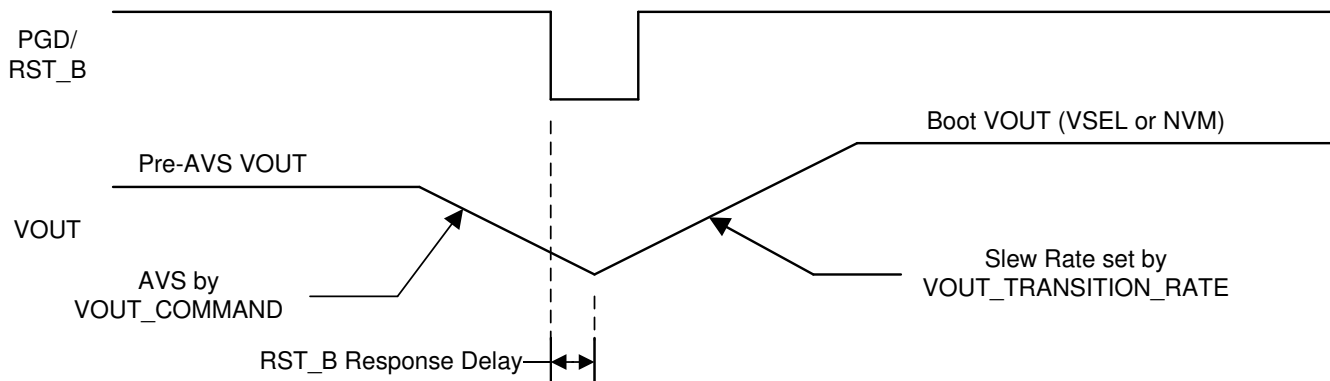 PGD/
RST_B
Boot VOUT (VSEL or NVM)
Pre-AVS VOUT
VOUT
AVS by
VOUT_COMMAND
Slew Rate set by
VOUT_TRANSITION_RATE
RST_B Response Delay